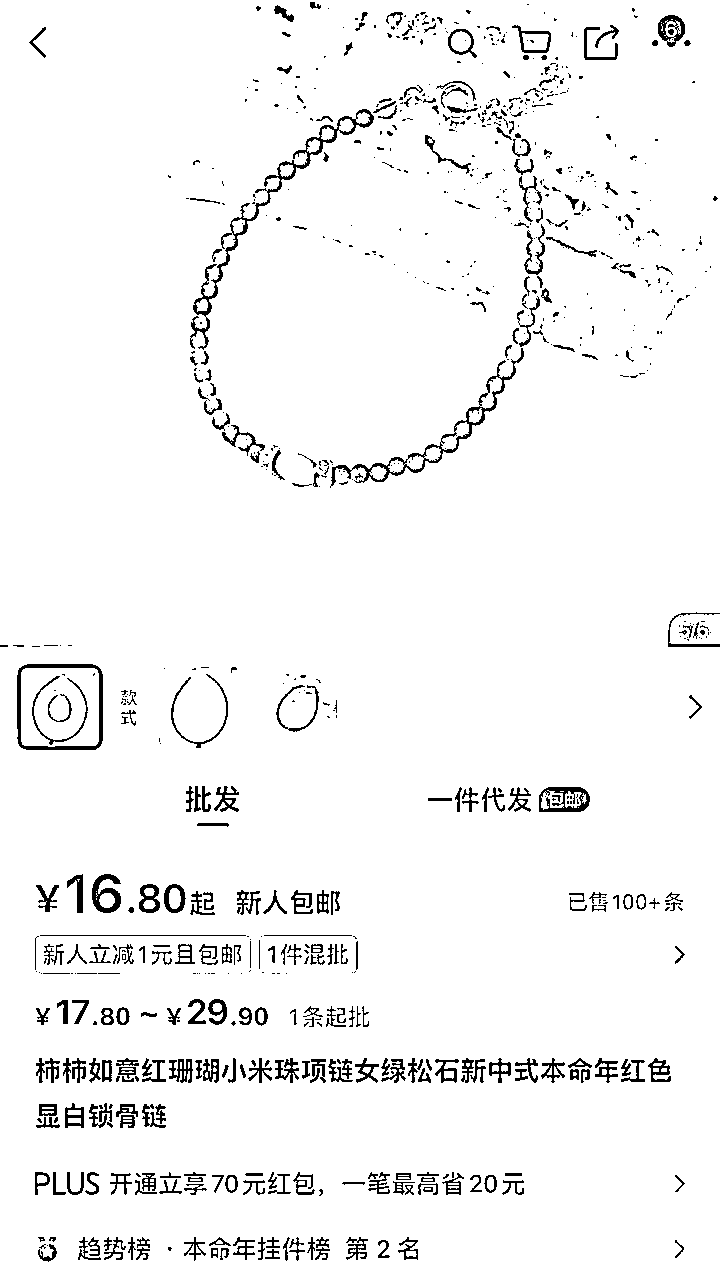 6
5/6
款式
批发
一件代发 包邮
¥16.80起 新人包邮 已售100+条
新人立减1元且包邮 1件混批
¥17.80 ~ ¥29.90 1条起批
柿柿如意红珊瑚小米珠项链女绿松石新中式本命年红色
显白锁骨链
PLUS 开通立享70元红包，一笔最高省20元
趋势榜 · 本命年挂件榜 第 2 名